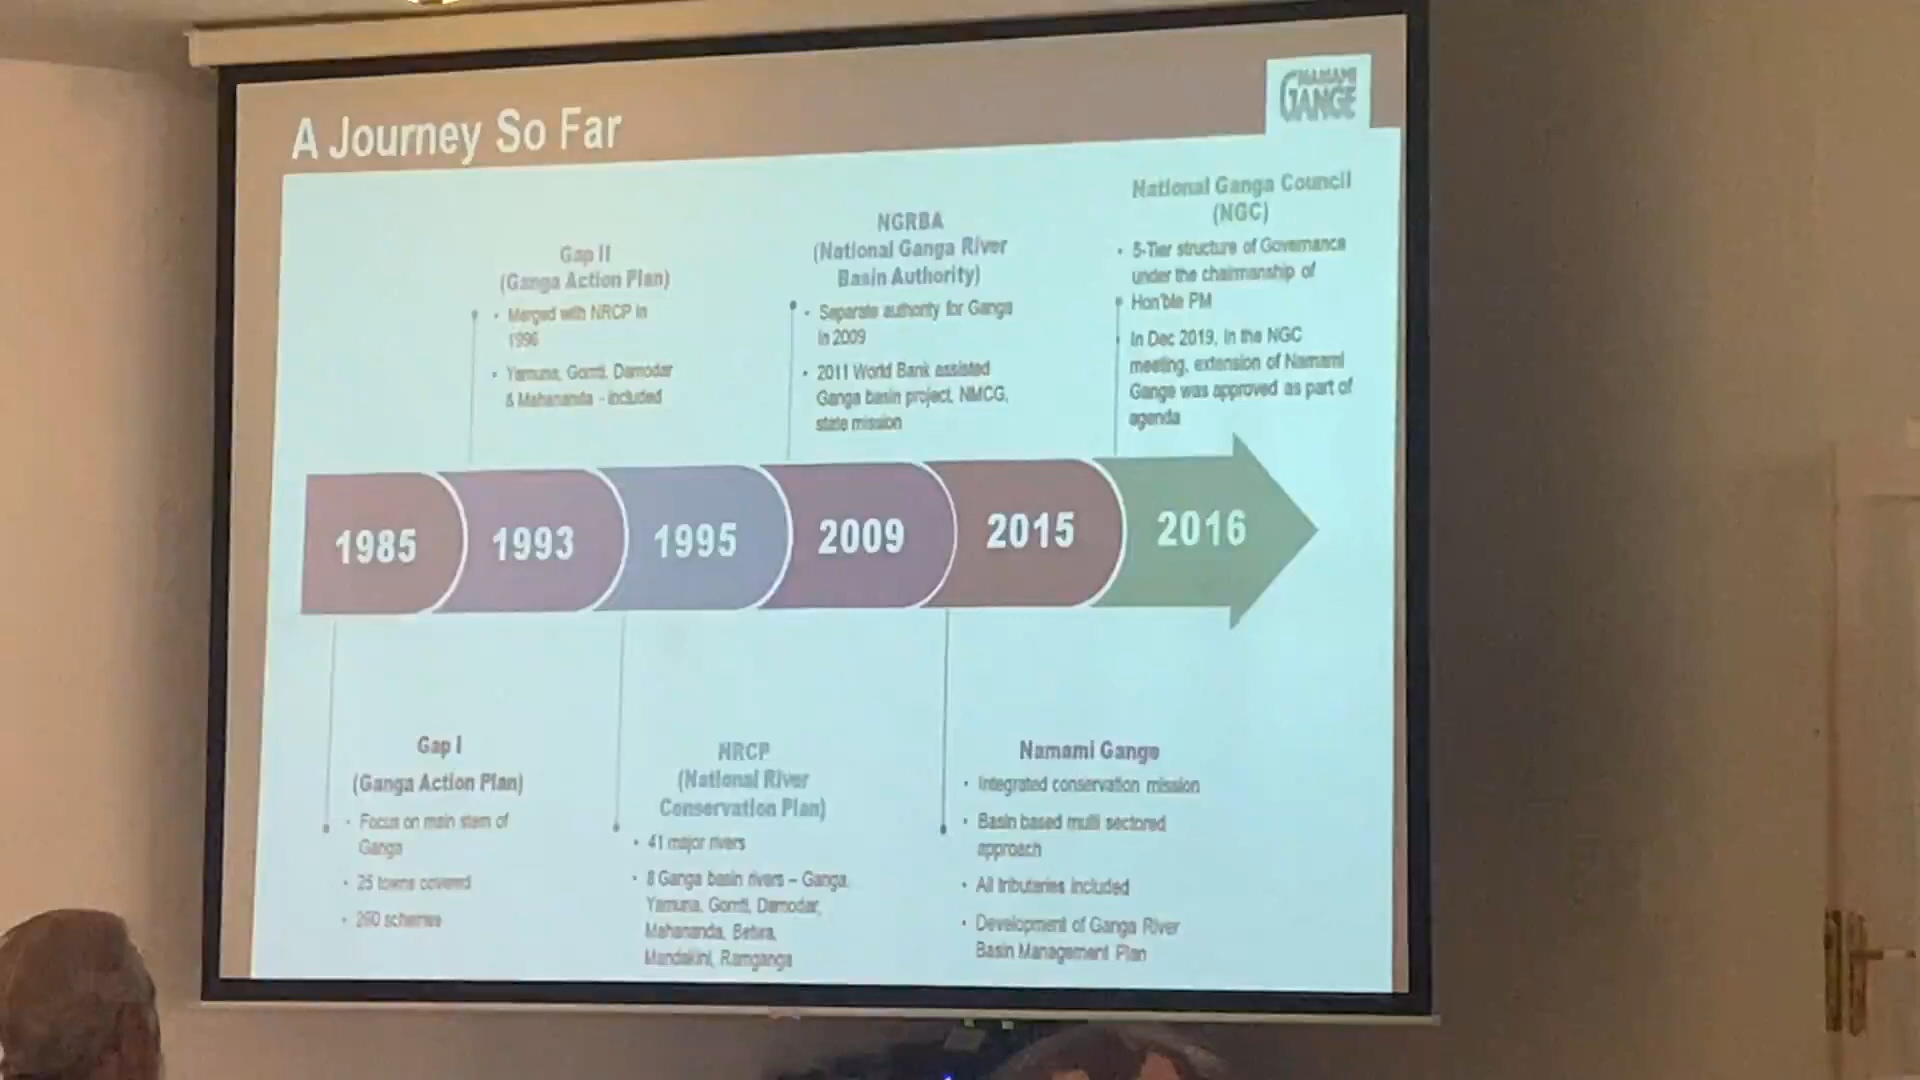 A Journey So Far
NAMAMI
GANGE
Gap II
(Ganga Action Plan)
• Merged with NRCP in
1996
• Yamuna, Gomti, Damodar
& Mahananda - included
NGRBA
(National Ganga River
Basin Authority)
• Separate authority for Ganga
in 2009
• 2011 World Bank assisted
Ganga basin project, NMCG,
state mission
National Ganga Council
(NGC)
• 5-Tier structure of Governance
under the chairmanship of
Hon'ble PM
• In Dec 2019, in the NGC
meeting, extension of Namami
Gange was approved as part of
agenda
1985
1993
1995
2009
2015
2016
Gap I
(Ganga Action Plan)
• Focus on main stem of
Ganga
• 25 towns covered
• 260 schemes
NRCP
(National River
Conservation Plan)
• 41 major rivers
• 8 Ganga basin rivers – Ganga,
Yamuna, Gomti, Damodar,
Mahananda, Betwa,
Mandakini, Ramganga
Namami Gange
• Integrated conservation mission
• Basin based multi sectored
approach
• All tributaries included
• Development of Ganga River
Basin Management Plan